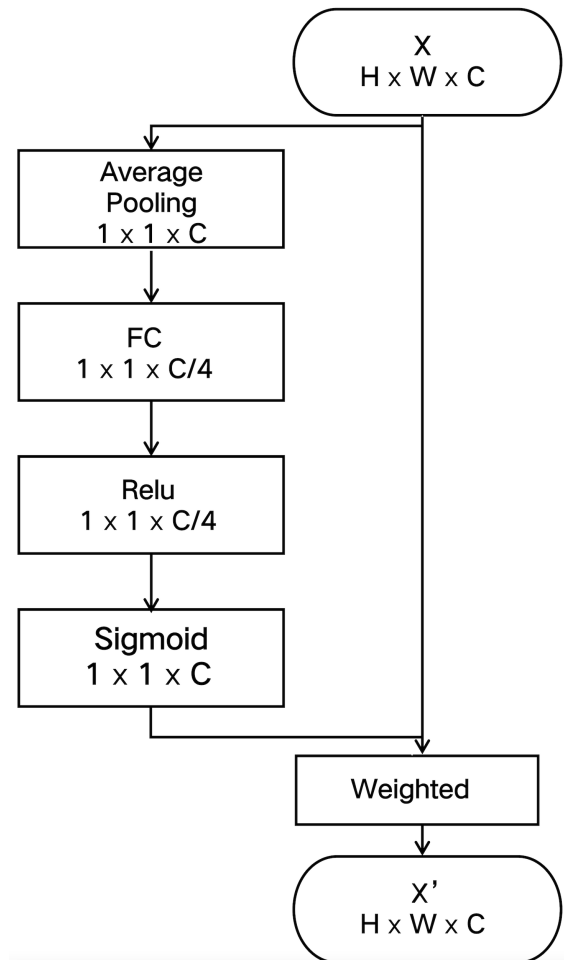 X
H x W x C
Average
Pooling
1 x 1 x C
FC
1 x 1 x C/4
Relu
1 x 1 x C/4
Sigmoid
1 x 1 x C
Weighted
X’
H x W x C